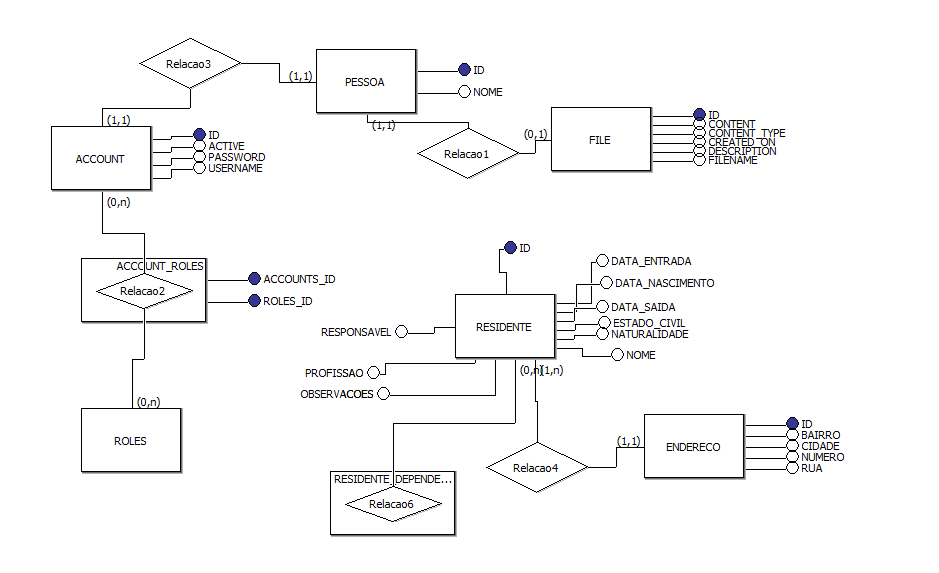 Relacao3
(1,1)
PESSOA
ID
NOME
(1,1)
(1,1)
ACCOUNT
ID
ACTIVE
PASSWORD
USERNAME
(0,n)
Relacao1
(0,1)
FILE
ID
CONTENT
CONTENT_TYPE
CREATED_ON
DESCRIPTION
FILENAME
ACCOUNT_ROLES
Relacao2
ACCOUNTS_ID
ROLES_ID
(0,n)
ROLES
ID
RESIDENTE
DATA_ENTRADA
DATA_NASCIMENTO
DATA_SAIDA
ESTADO_CIVIL
NATURALIDADE
NOME
RESPONSAVEL
PROFISSAO
OBSERVACOES
(0,n)
(1,n)
RESIDENTE_DEPENDE...
Relacao6
Relacao4
(1,1)
ENDERECO
ID
BAIRRO
CIDADE
NUMERO
RUA